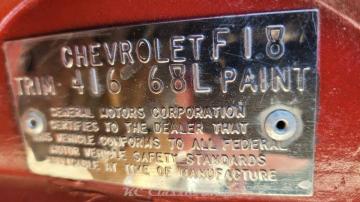 CHEVROLET F18
TRIM 416 68L PAINT
GENERAL MOTORS CORPORATION
CERTIFIES TO THE DEALER THAT
THIS VEHICLE CONFORMS TO ALL FEDERAL
MOTOR VEHICLE SAFETY STANDARDS
APPLICABLE AT TIME OF MANUFACTURE